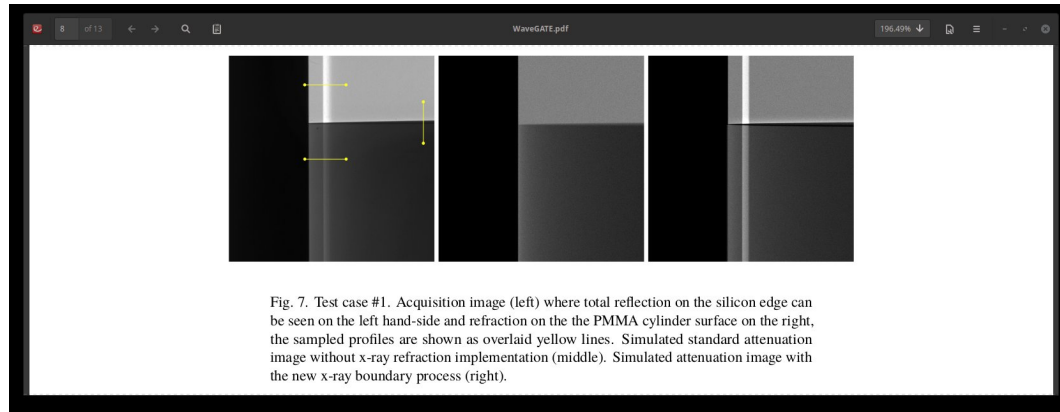 8 of 13 WaveGATE.pdf 196.49%
Fig. 7. Test case #1. Acquisition image (left) where total reflection on the silicon edge can
be seen on the left hand-side and refraction on the the PMMA cylinder surface on the right,
the sampled profiles are shown as overlaid yellow lines. Simulated standard attenuation
image without x-ray refraction implementation (middle). Simulated attenuation image with
the new x-ray boundary process (right).